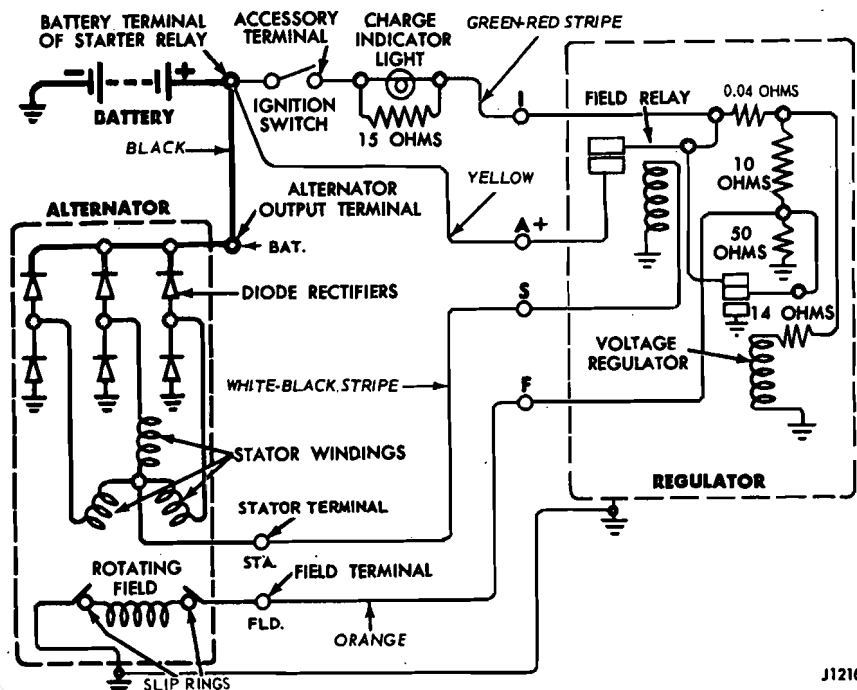 BATTERY TERMINAL
OF STARTER RELAY
ACCESSORY
TERMINAL
CHARGE
INDICATOR
LIGHT
GREEN-RED STRIPE
-
+
BATTERY
IGNITION
SWITCH
15 OHMS
I
FIELD RELAY
0.04 OHMS
BLACK
10
OHMS
YELLOW
ALTERNATOR
ALTERNATOR
OUTPUT TERMINAL
A+
BAT.
50
OHMS
DIODE RECTIFIERS
S
14 OHMS
VOLTAGE
REGULATOR
WHITE-BLACK STRIPE
F
STATOR WINDINGS
REGULATOR
STATOR TERMINAL
STA.
ROTATING
FIELD
FIELD TERMINAL
FLD.
ORANGE
SLIP RINGS
J1216